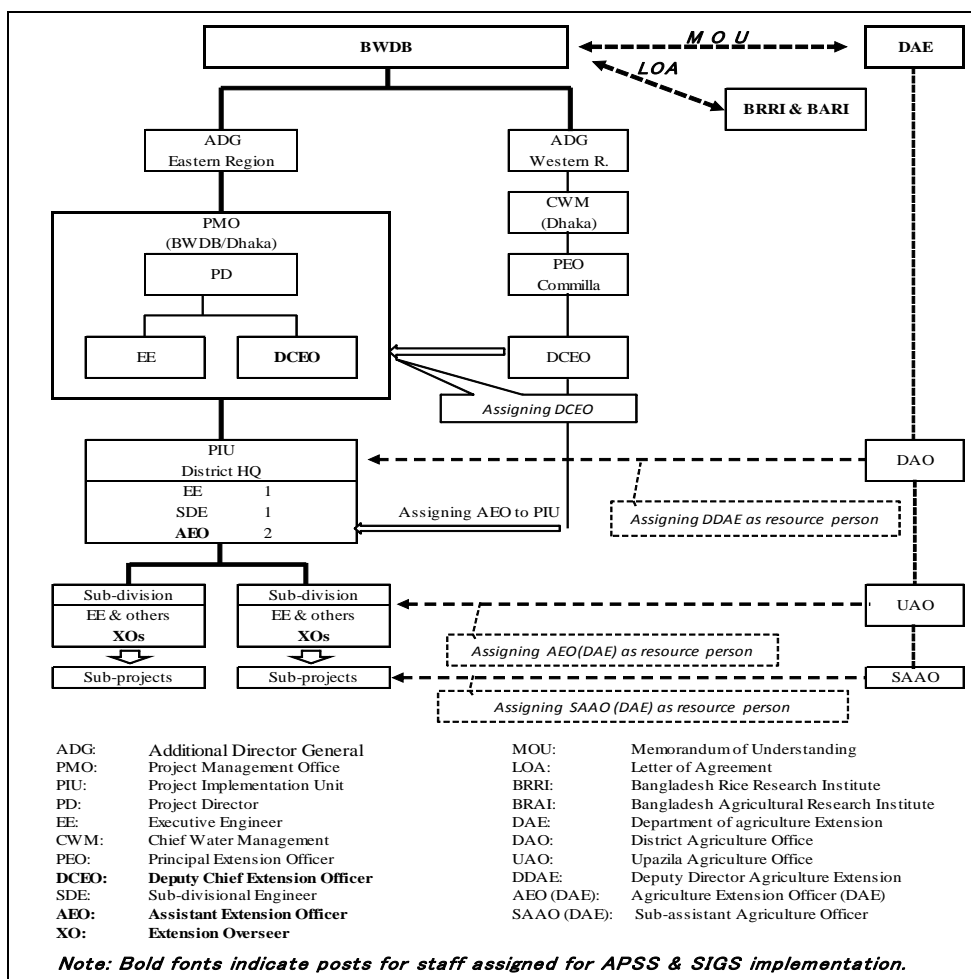 BWDB
M O U
DAE
LOA
BRRI & BARI
ADG
Eastern Region
ADG
Western R.
CWM
(Dhaka)
PMO
(BWDB/Dhaka)
PD
PEO
Commilla
EE
DCEO
DCEO
Assigning DCEO
PIU
District HQ
EE 1
SDE 1
AEO 2
DAO
Assigning AEO to PIU
Assigning DDAE as resource person
Sub-division
EE & others
XOs
Sub-projects
Sub-division
EE & others
XOs
Sub-projects
UAO
Assigning AEO(DAE) as resource person
SAAO
Assigning SAAO (DAE) as resource person
ADG: Additional Director General
PMO: Project Management Office
PIU: Project Implementation Unit
PD: Project Director
EE: Executive Engineer
CWM: Chief Water Management
PEO: Principal Extension Officer
DCEO: Deputy Chief Extension Officer
SDE: Sub-divisional Engineer
AEO: Assistant Extension Officer
XO: Extension Overseer
MOU: Memorandum of Understanding
LOA: Letter of Agreement
BRRI: Bangladesh Rice Research Institute
BRAI: Bangladesh Agricultural Research Institute
DAE: Department of agriculture Extension
DAO: District Agriculture Office
UAO: Upazila Agriculture Office
DDAE: Deputy Director Agriculture Extension
AEO (DAE): Agriculture Extension Officer (DAE)
SAAO (DAE): Sub-assistant Agriculture Officer
Note: Bold fonts indicate posts for staff assigned for APSS & SIGS implementation.